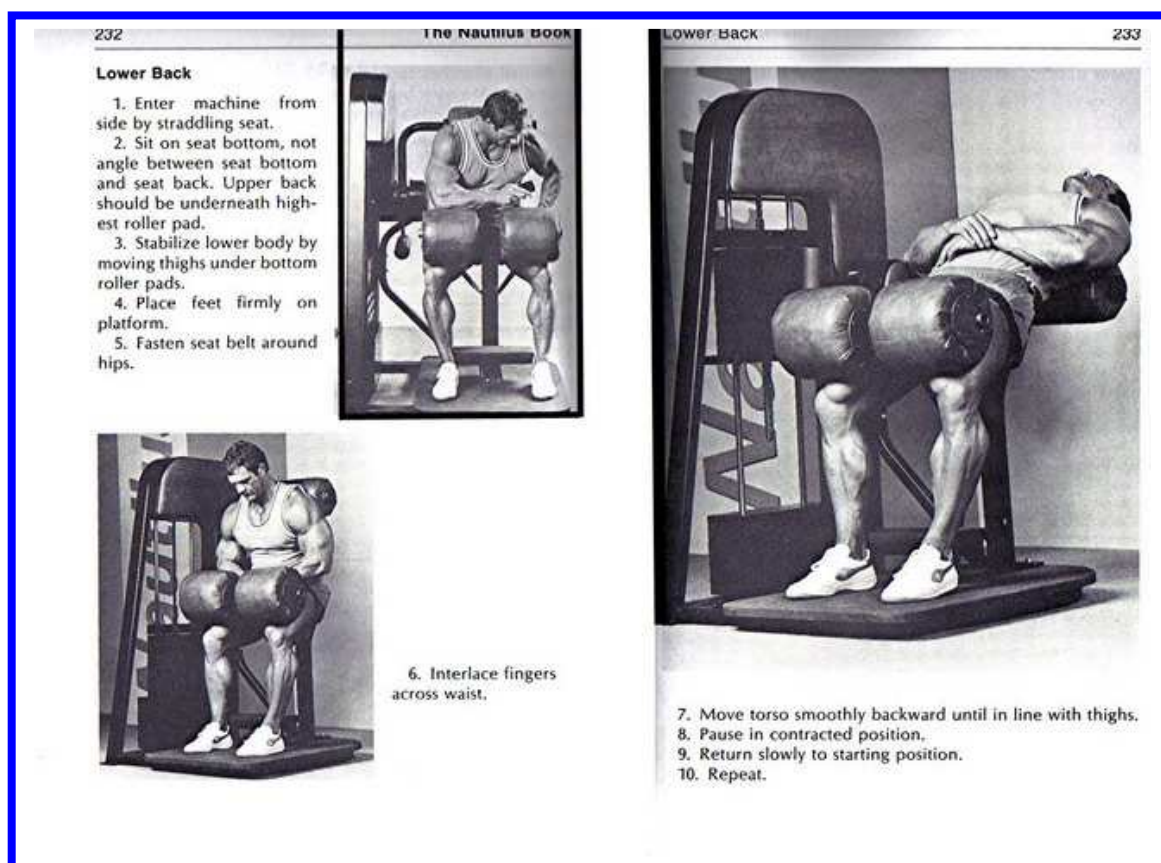 232
The Nautilus Book
Lower Back
1. Enter machine from
side by straddling seat.
2. Sit on seat bottom, not
angle between seat bottom
and seat back. Upper back
should be underneath high-
est roller pad.
3. Stabilize lower body by
moving thighs under bottom
roller pads.
4. Place feet firmly on
platform.
5. Fasten seat belt around
hips.
6. Interlace fingers
across waist.
Lower Back
233
7. Move torso smoothly backward until in line with thighs.
8. Pause in contracted position.
9. Return slowly to starting position.
10. Repeat.